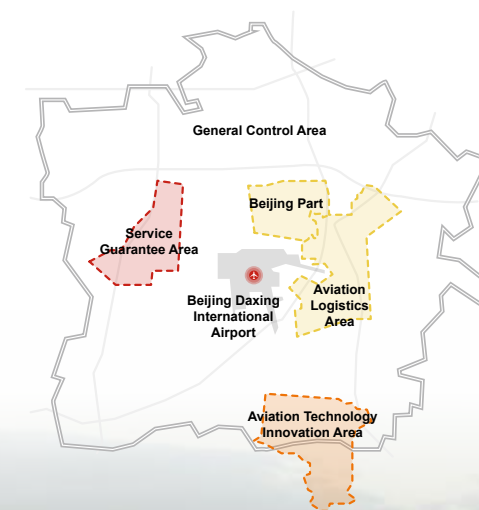 General Control Area
Beijing Part
Service
Guarantee Area
Beijing Daxing
International
Airport
Aviation
Logistics
Area
Aviation Technology
Innovation Area